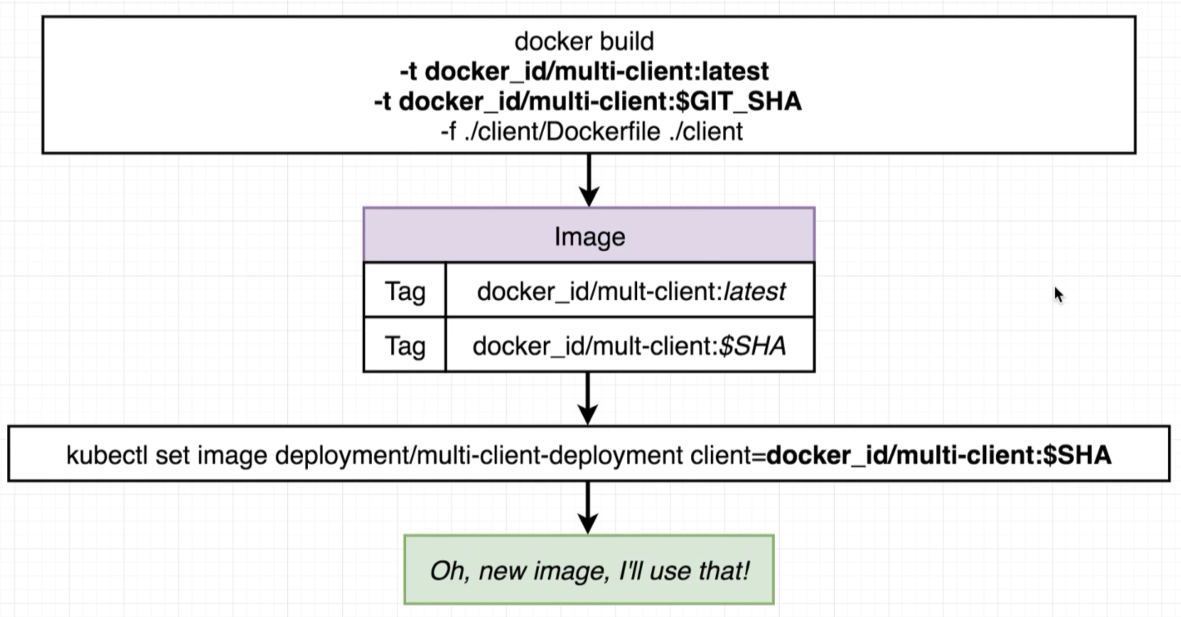 docker build
-t docker_id/multi-client:latest
-t docker_id/multi-client:$GIT_SHA
-f ./client/Dockerfile ./client
Image
Tag docker_id/mult-client:latest
Tag docker_id/mult-client:$SHA
kubectl set image deployment/multi-client-deployment client=docker_id/multi-client:$SHA
Oh, new image, I'll use that!